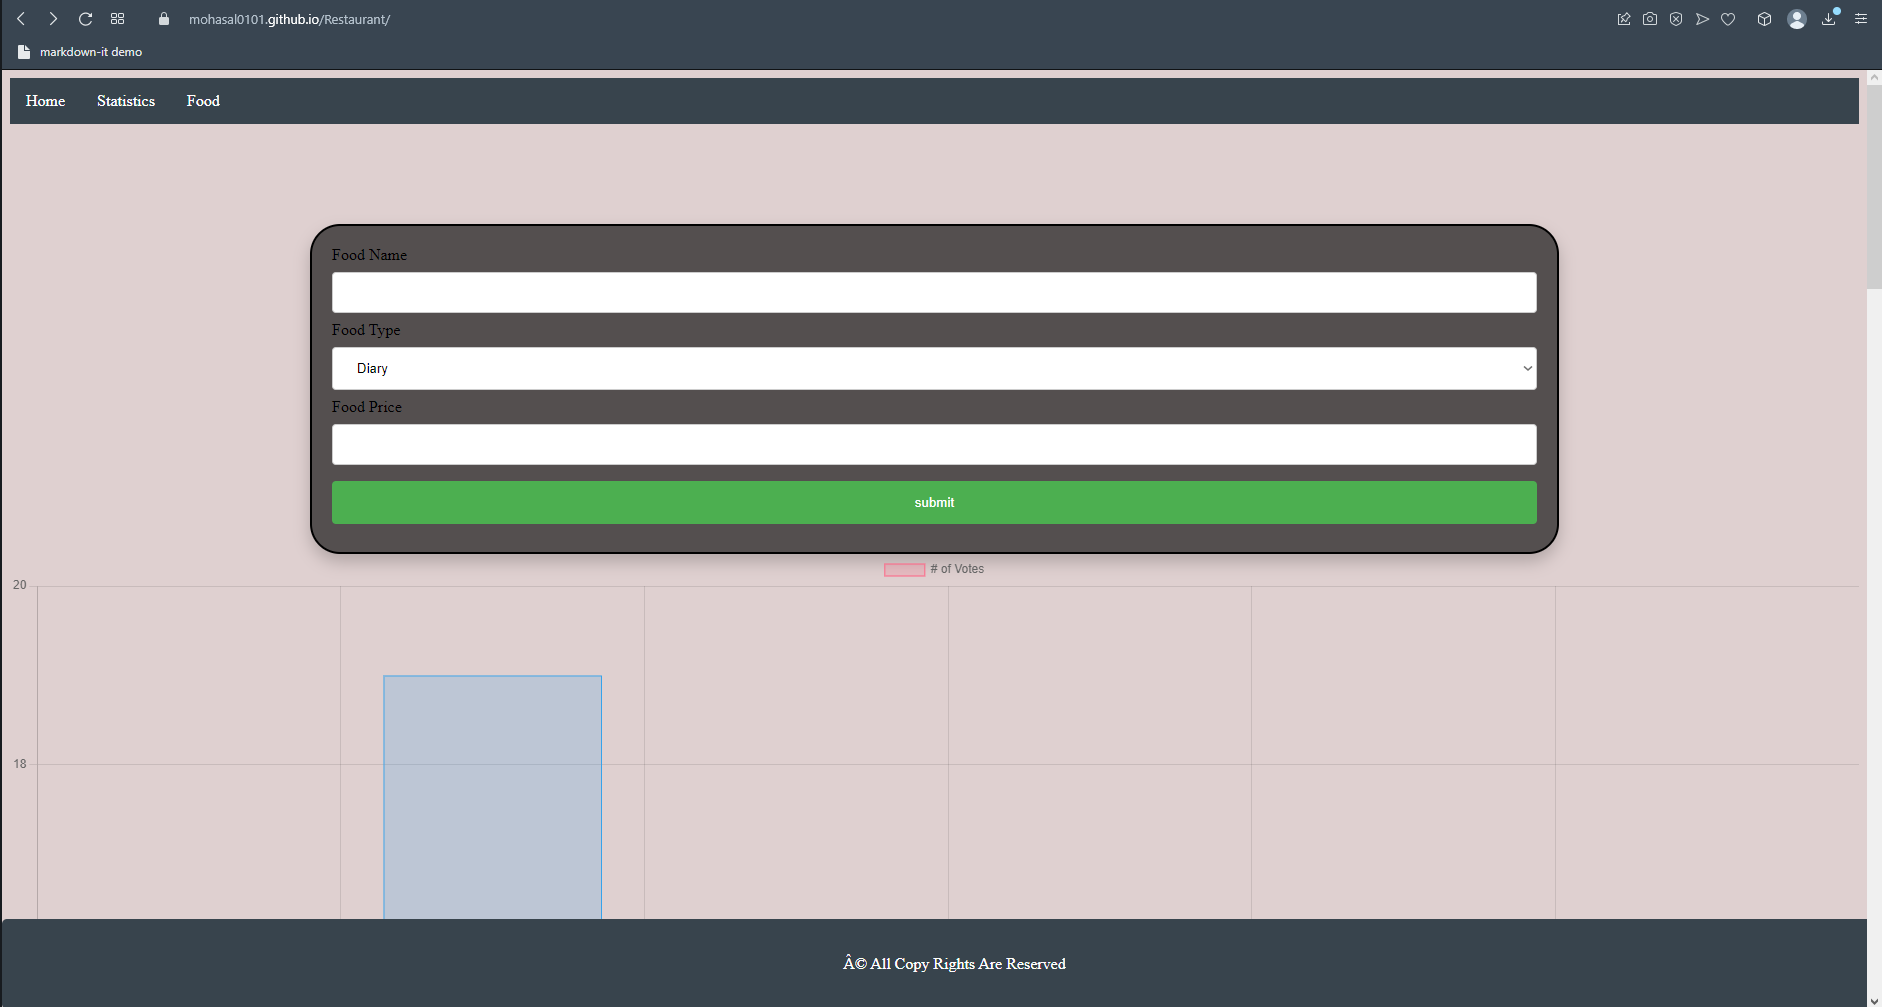 mohasal0101.github.io/Restaurant/
markdown-it demo
Home Statistics Food
Food Name
Food Type
Diary
Food Price
submit
# of Votes
20
18
Â© All Copy Rights Are Reserved